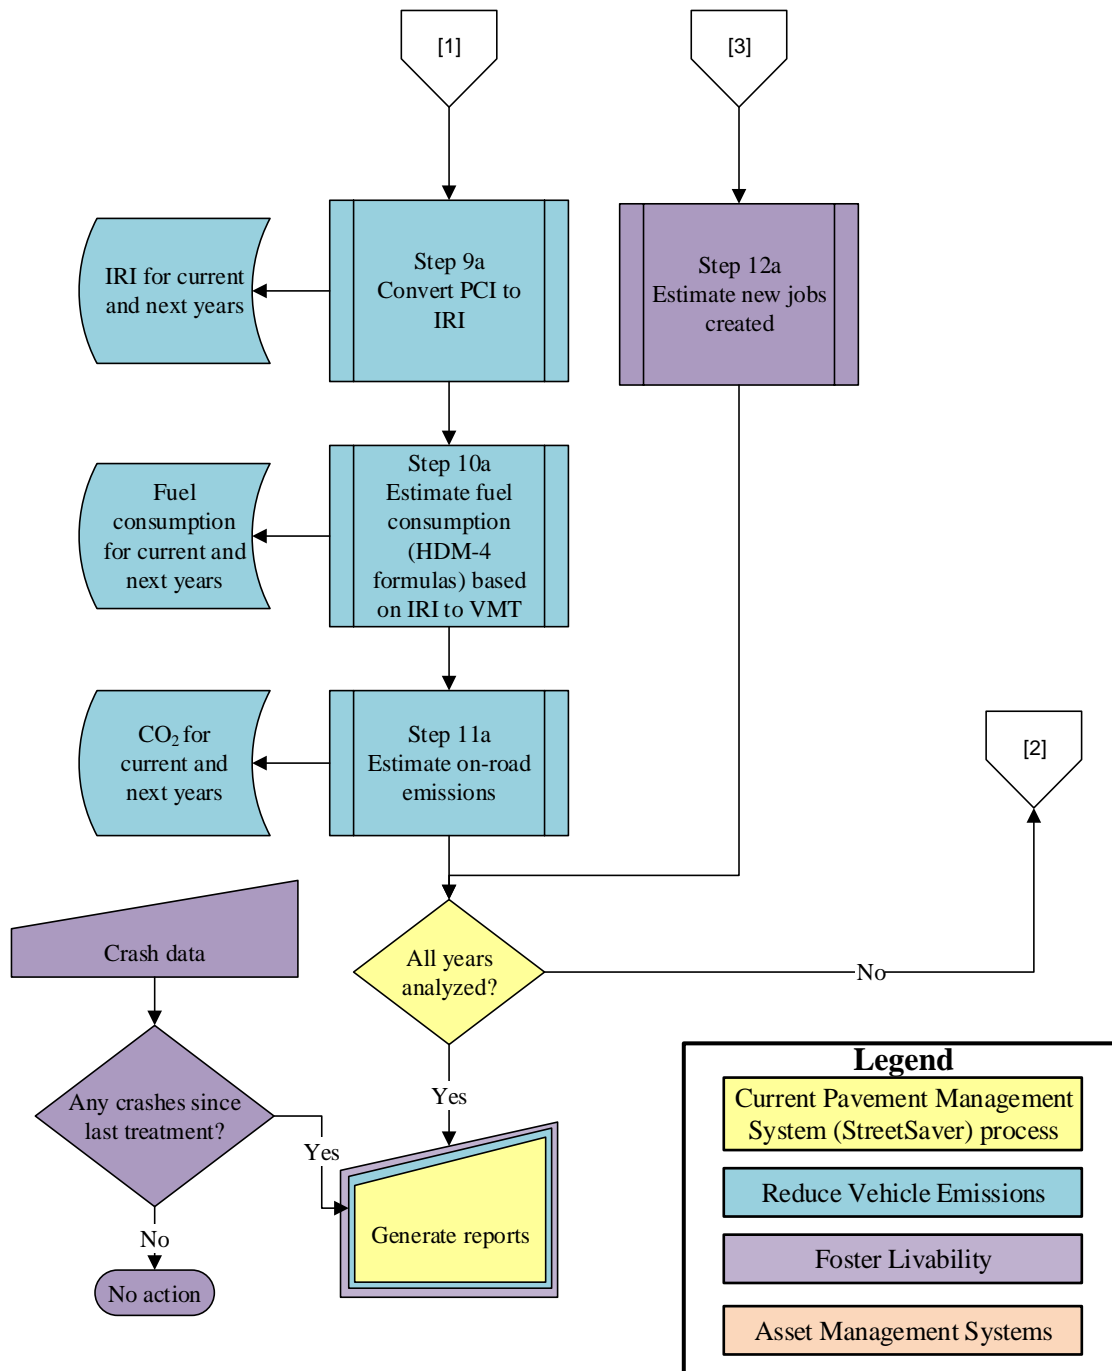 [1]
[3]
IRI for current
and next years
Step 9a
Convert PCI to
IRI
Step 12a
Estimate new jobs
created
Fuel
consumption
for current and
next years
Step 10a
Estimate fuel
consumption
(HDM-4
formulas) based
on IRI to VMT
CO₂ for
current and
next years
Step 11a
Estimate on-road
emissions
[2]
Crash data
All years
analyzed?
No
Any crashes since
last treatment?
Yes
Yes
Generate reports
No
No action
Legend
Current Pavement Management
System (StreetSaver) process
Reduce Vehicle Emissions
Foster Livability
Asset Management Systems